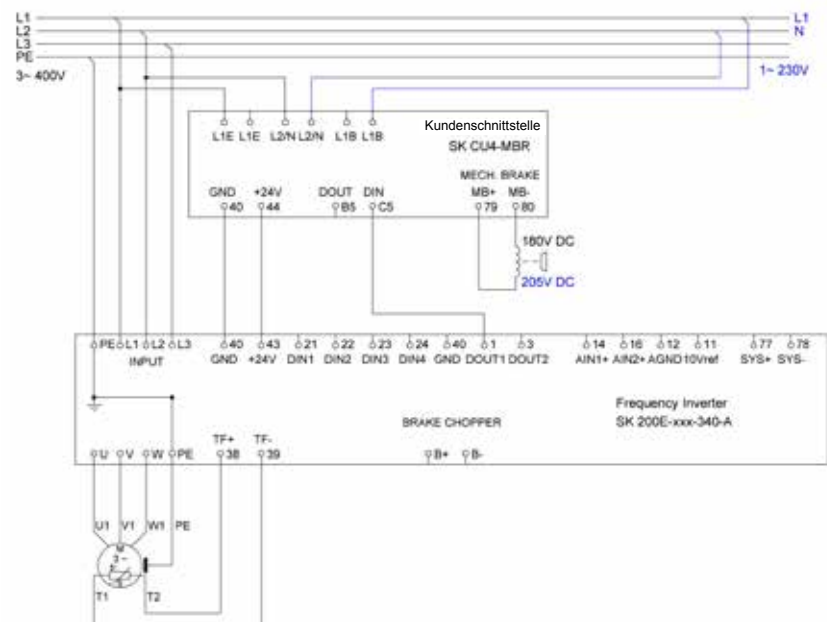 L1 L1
L2 N
L3
PE
3~ 400V 1~ 230V
L1E L1E L2/N L2/N L1B L1B Kundenschnittstelle
SK CU4-MBR
MECH. BRAKE
GND +24V DOUT DIN MB+ MB-
40 44 B5 C5 79 80
180V DC
205V DC
PE L1 L2 L3 40 43 21 22 23 24 40 1 3 14 16 12 11 77 78
INPUT GND +24V DIN1 DIN2 DIN3 DIN4 GND DOUT1 DOUT2 AIN1+ AIN2+ AGND 10Vref SYS+ SYS-
Frequency Inverter
BRAKE CHOPPER SK 200E-xxx-340-A
TF+ TF-
U V W PE 38 39 B+ B-
U1 V1 W1 PE
M
3~
T1 T2